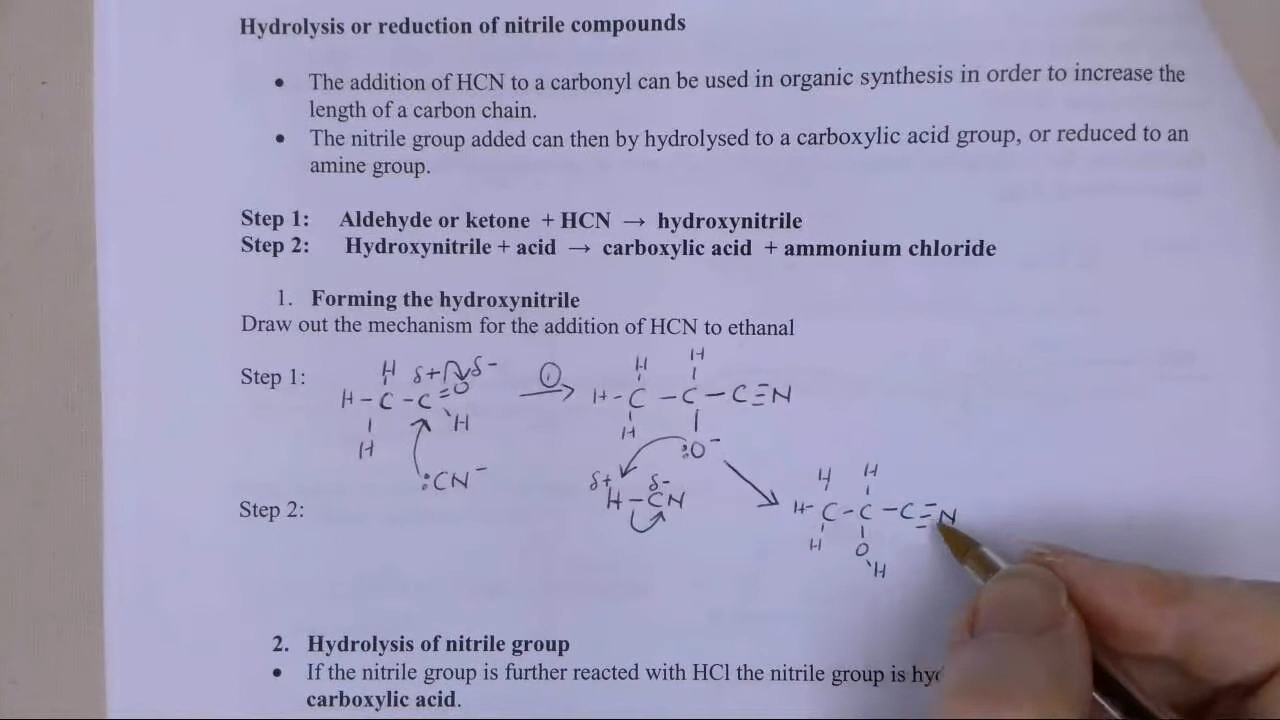 Hydrolysis or reduction of nitrile compounds
• The addition of HCN to a carbonyl can be used in organic synthesis in order to increase the
length of a carbon chain.
• The nitrile group added can then by hydrolysed to a carboxylic acid group, or reduced to an
amine group.
Step 1: Aldehyde or ketone + HCN → hydroxynitrile
Step 2: Hydroxynitrile + acid → carboxylic acid + ammonium chloride
1. Forming the hydroxynitrile
Draw out the mechanism for the addition of HCN to ethanal
H δ+ δ- H H
Step 1: H-C-C=O ① H-C-C-C≡N
H H H :O⁻
:CN⁻ δ+ δ- H H
Step 2: H-CN H-C-C-C≡N
H O
H
2. Hydrolysis of nitrile group
• If the nitrile group is further reacted with HCl the nitrile group is
carboxylic acid.